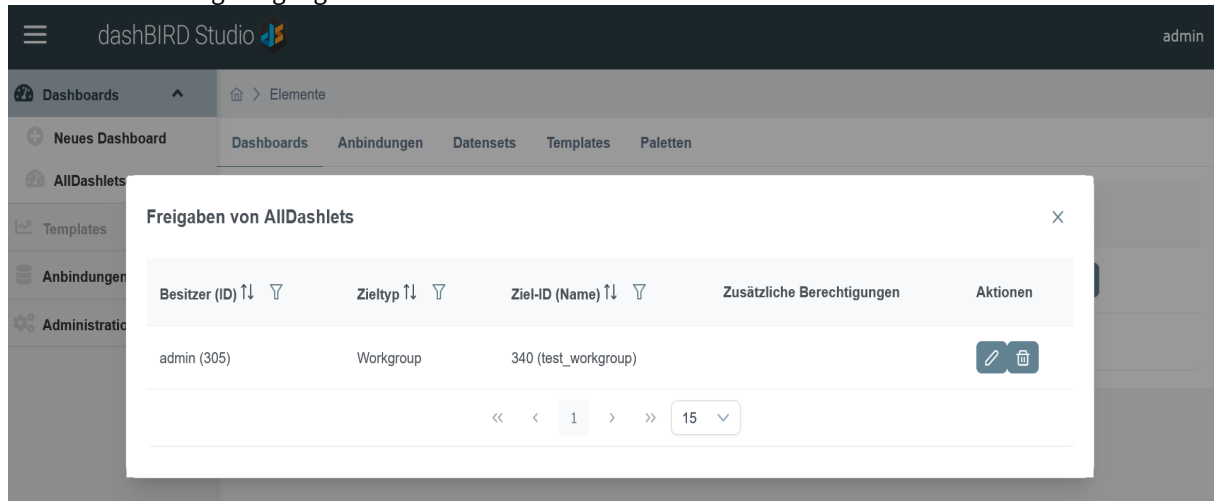 dashBIRD Studio
admin
Dashboards
Elemente
Neues Dashboard
Dashboards Anbindungen Datensets Templates Paletten
AllDashlets
Freigaben von AllDashlets
Templates
Anbindungen
Besitzer (ID) Zieltyp Ziel-ID (Name) Zusätzliche Berechtigungen Aktionen
Administratio
admin (305) Workgroup 340 (test_workgroup)
1 15